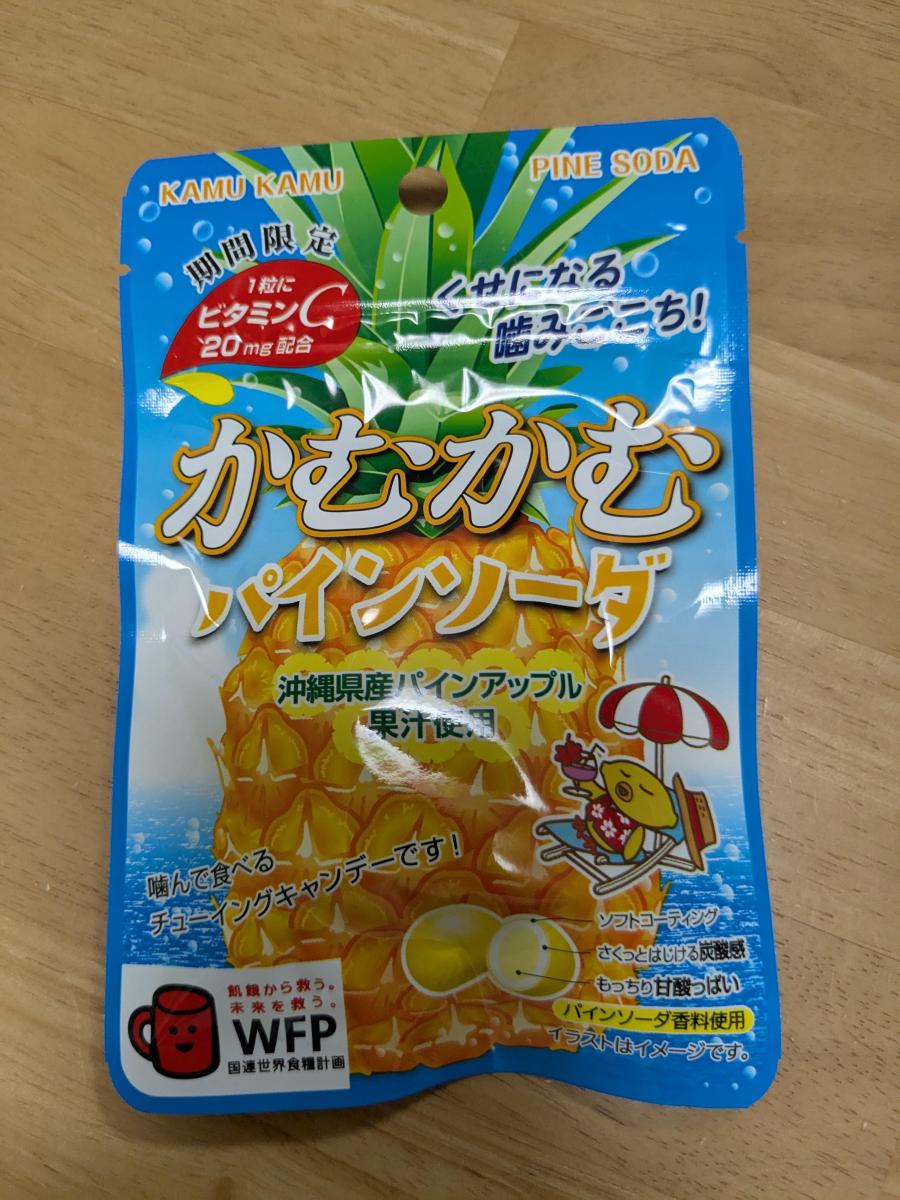 KAMU KAMU
PINE SODA
期間限定
1粒に
ビタミンC
20mg配合
くせになる
噛みごこち!
かむかむ
パインソーダ
沖縄県産パインアップル
果汁使用
噛んで食べる
チューイングキャンデーです!
ソフトコーティング
さくっとはじける炭酸感
もっちり甘酸っぱい
パインソーダ香料使用
イラストはイメージです。
飢餓から救う。
未来を救う。
WFP
国連世界食糧計画